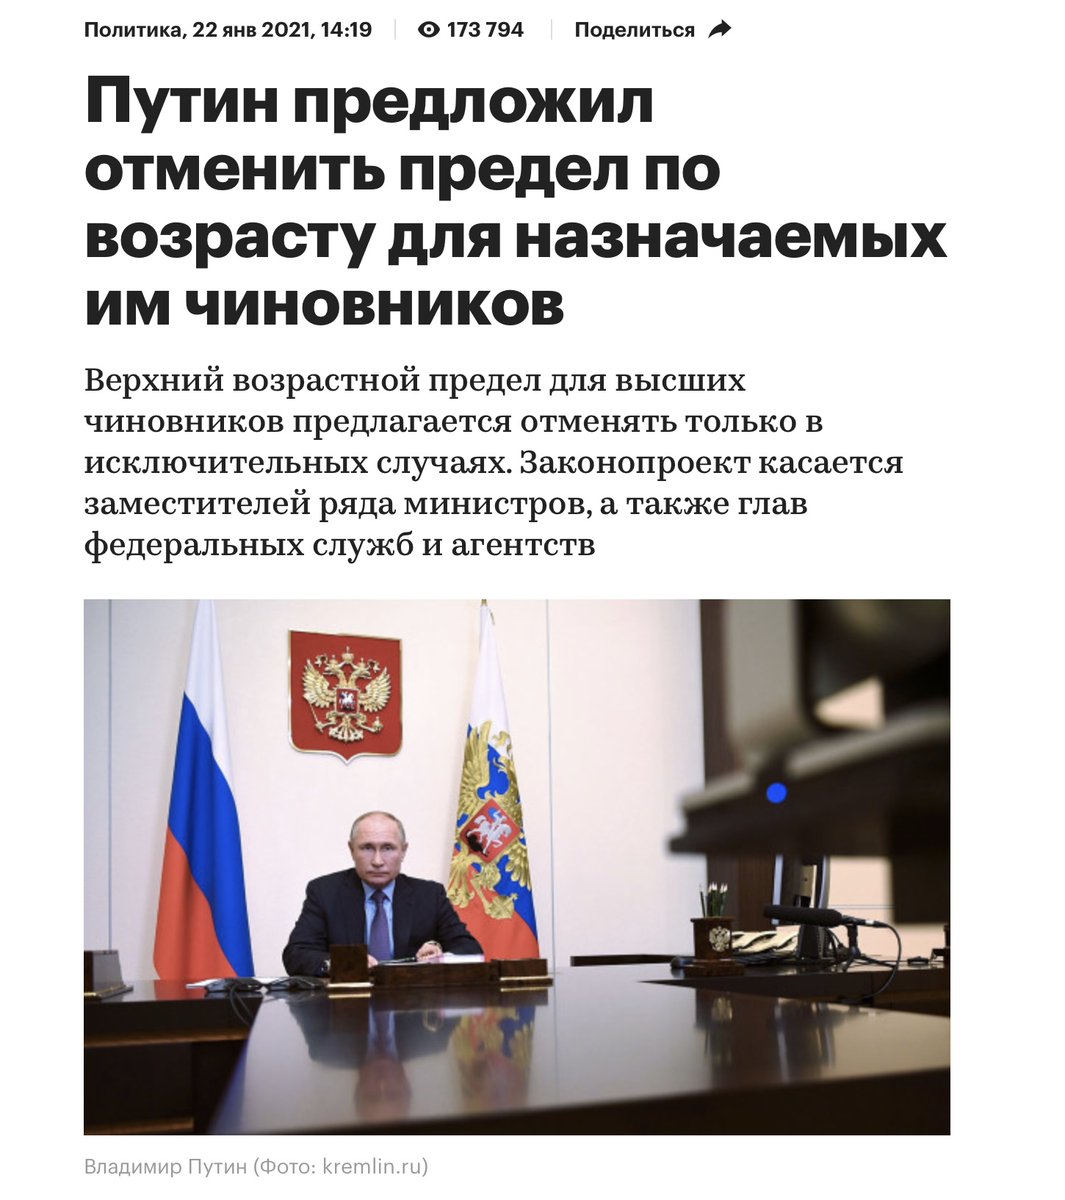 Политика, 22 янв 2021, 14:19 173 794 Поделиться
Путин предложил
отменить предел по
возрасту для назначаемых
им чиновников
Верхний возрастной предел для высших
чиновников предлагается отменять только в
исключительных случаях. Законопроект касается
заместителей ряда министров, а также глав
федеральных служб и агентств
Владимир Путин (Фото: kremlin.ru)